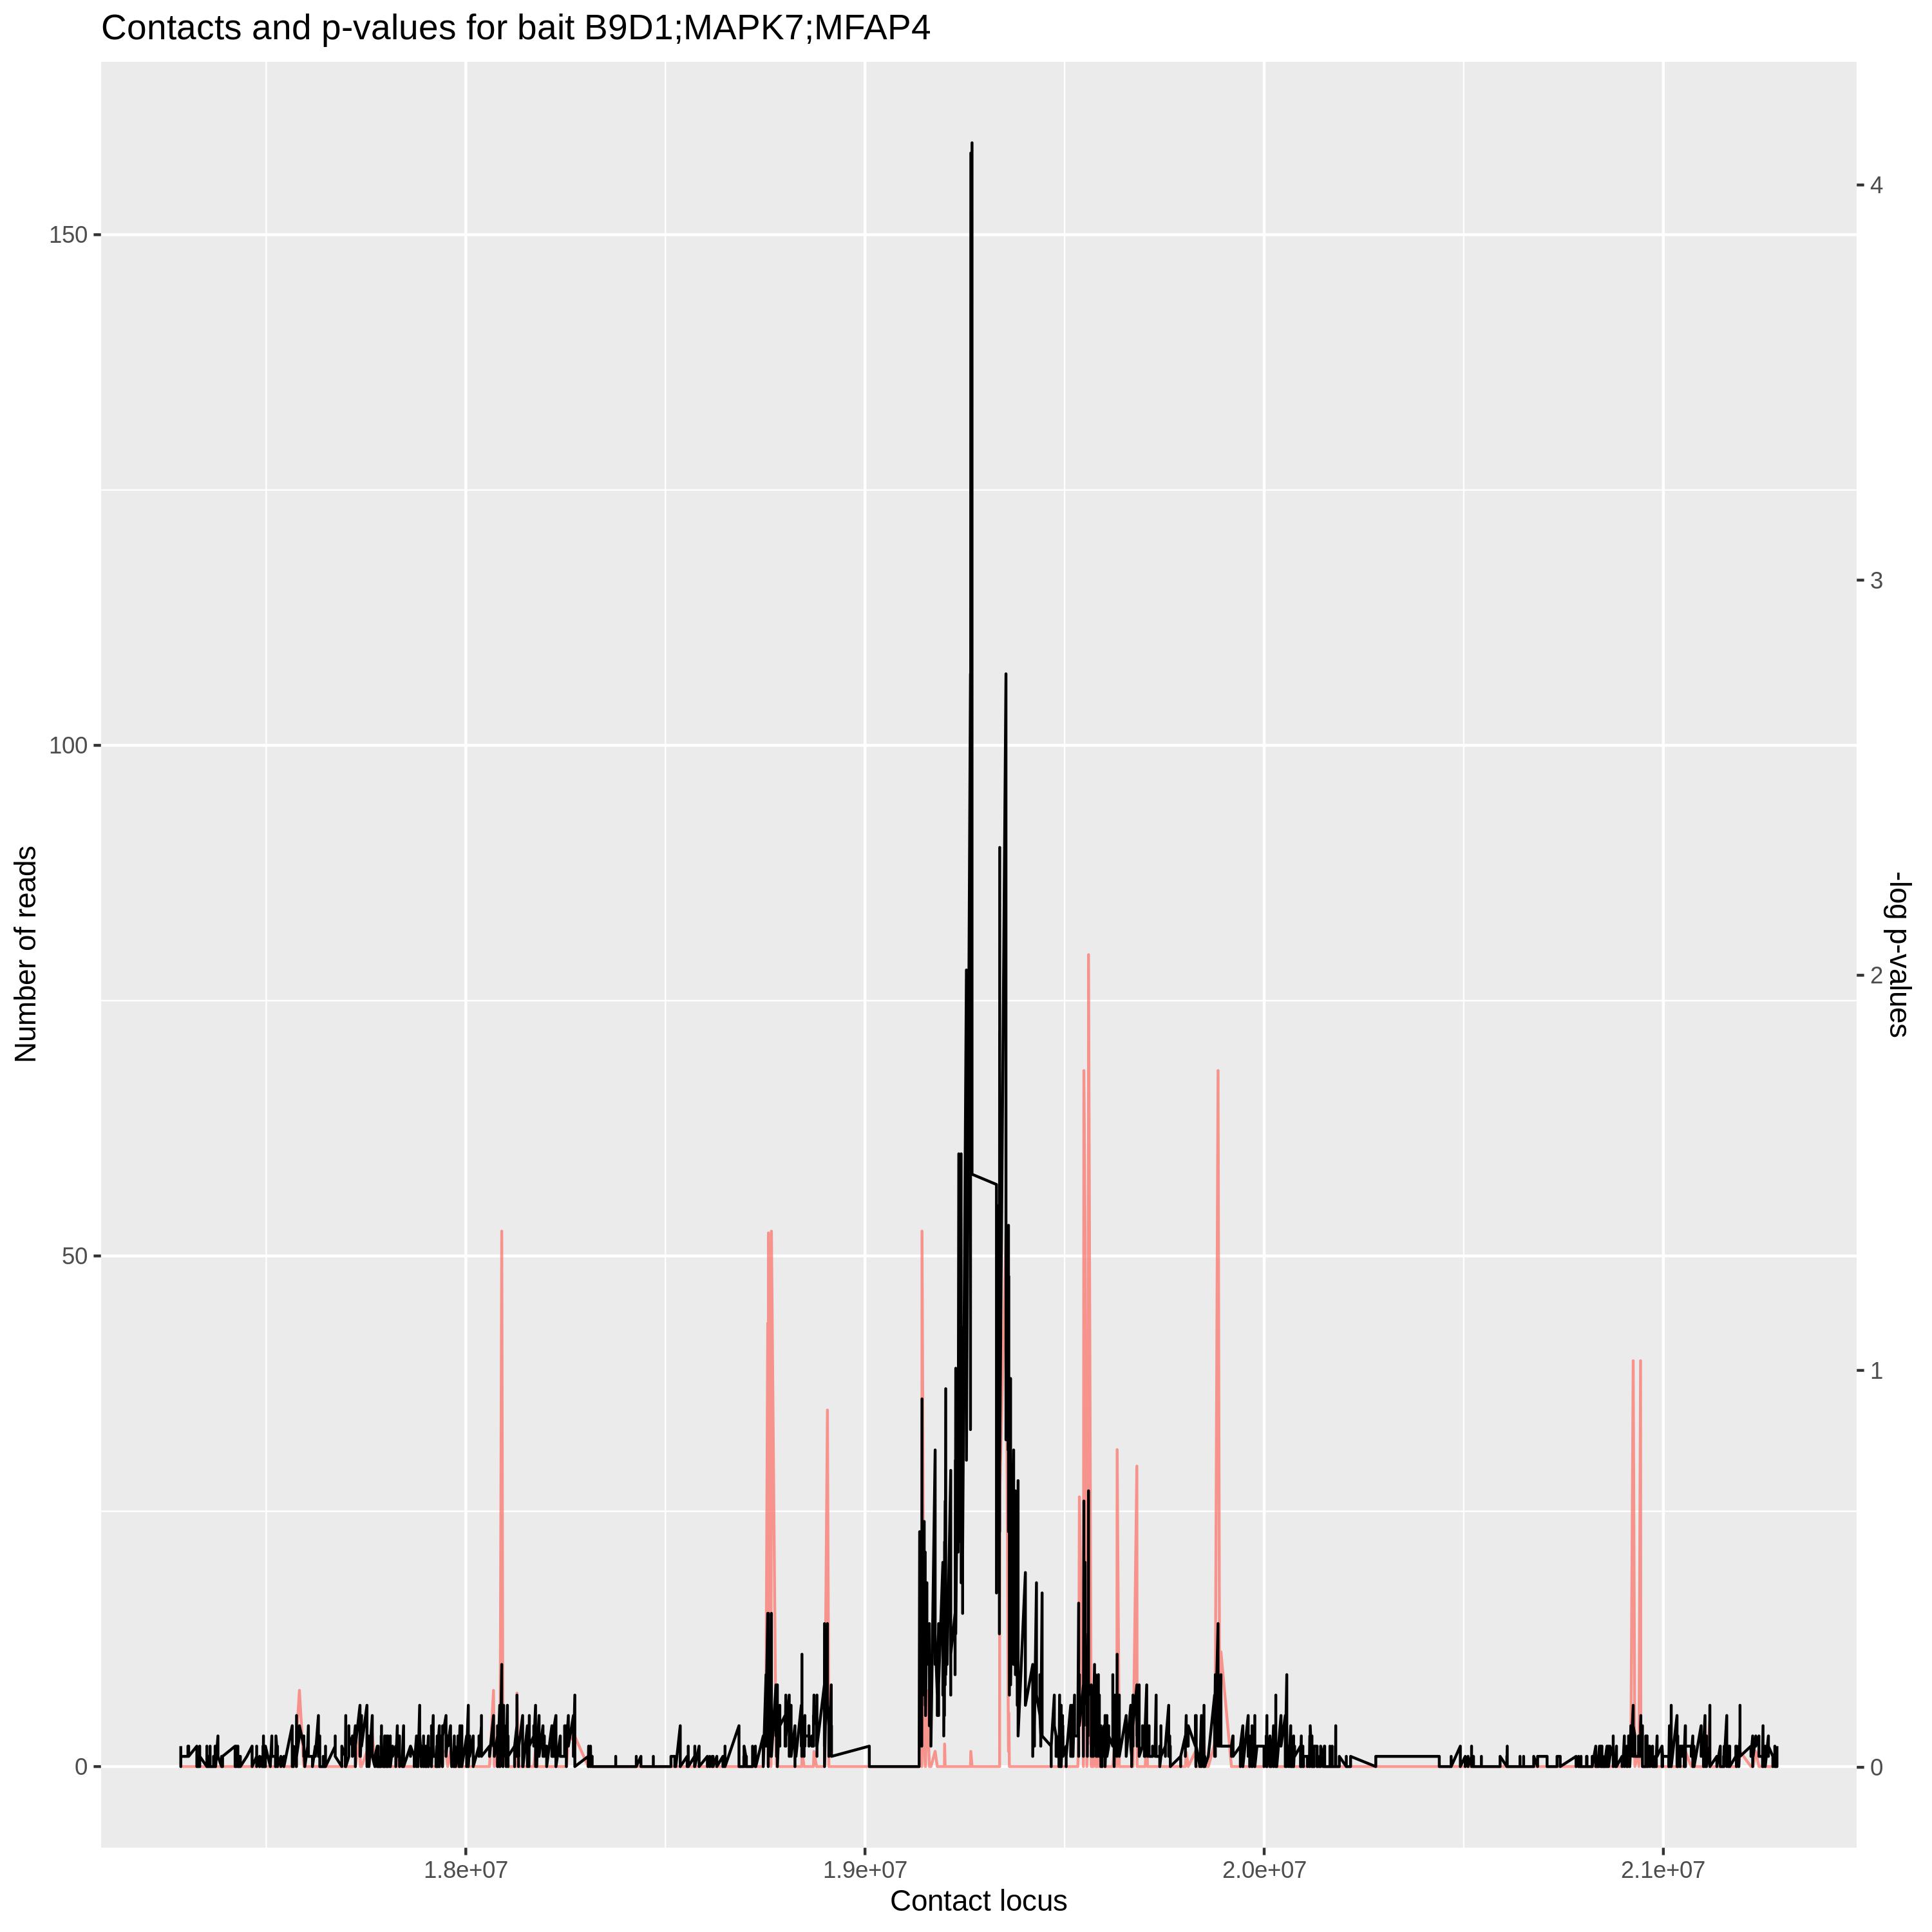 Contacts and p-values for bait B9D1;MAPK7;MFAP4
150
100
50
0
Number of reads
4
3
2
1
0
-log p-values
1.8e+07
1.9e+07
2.0e+07
2.1e+07
Contact locus